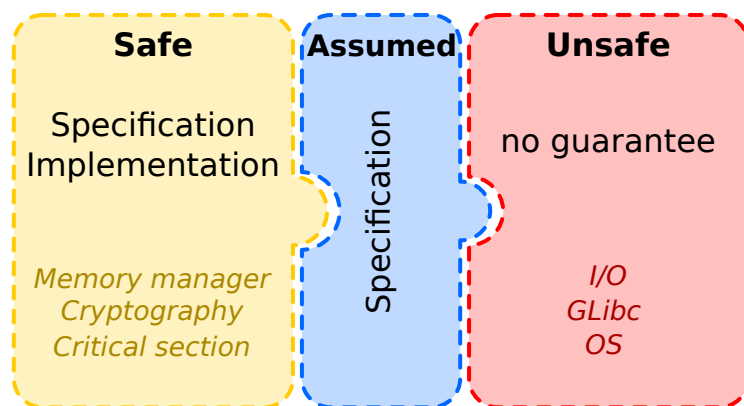 Safe
Specification
Implementation
Memory manager
Cryptography
Critical section
Assumed
Specification
Unsafe
no guarantee
I/O
GLibc
OS